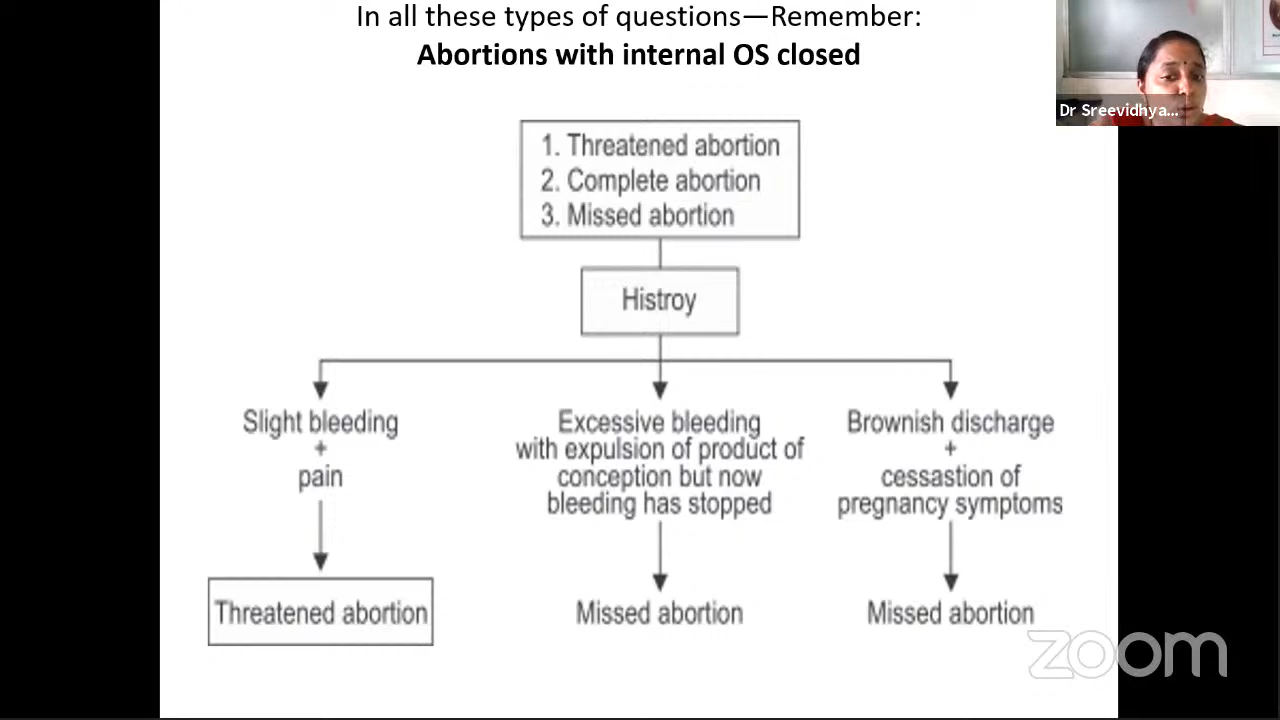 In all these types of questions—Remember:
Abortions with internal OS closed
Dr Sreevidhya...
1. Threatened abortion
2. Complete abortion
3. Missed abortion
Histroy
Slight bleeding
+
pain
Excessive bleeding
with expulsion of product of
conception but now
bleeding has stopped
Brownish discharge
+
cessastion of
pregnancy symptoms
Threatened abortion
Missed abortion
Missed abortion
zoom